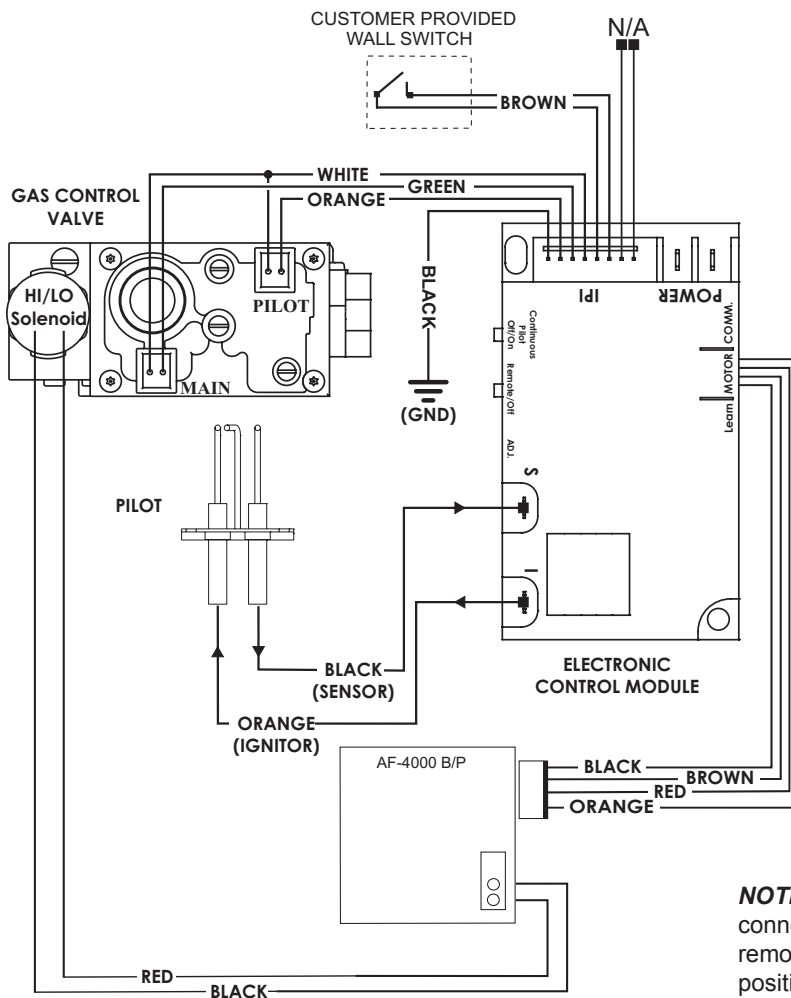 CUSTOMER PROVIDED
WALL SWITCH
N/A
BROWN
WHITE
GREEN
ORANGE
GAS CONTROL
VALVE
HI/LO
Solenoid
PILOT
MAIN
BLACK
(GND)
IPI
POWER
Continuous
Pilot
Off/On
Remote/Off
ADJ.
COMM.
MOTOR
Learn
S
I
PILOT
BLACK
(SENSOR)
ORANGE
(IGNITOR)
ELECTRONIC
CONTROL MODULE
AF-4000 B/P
BLACK
BROWN
RED
ORANGE
RED
BLACK